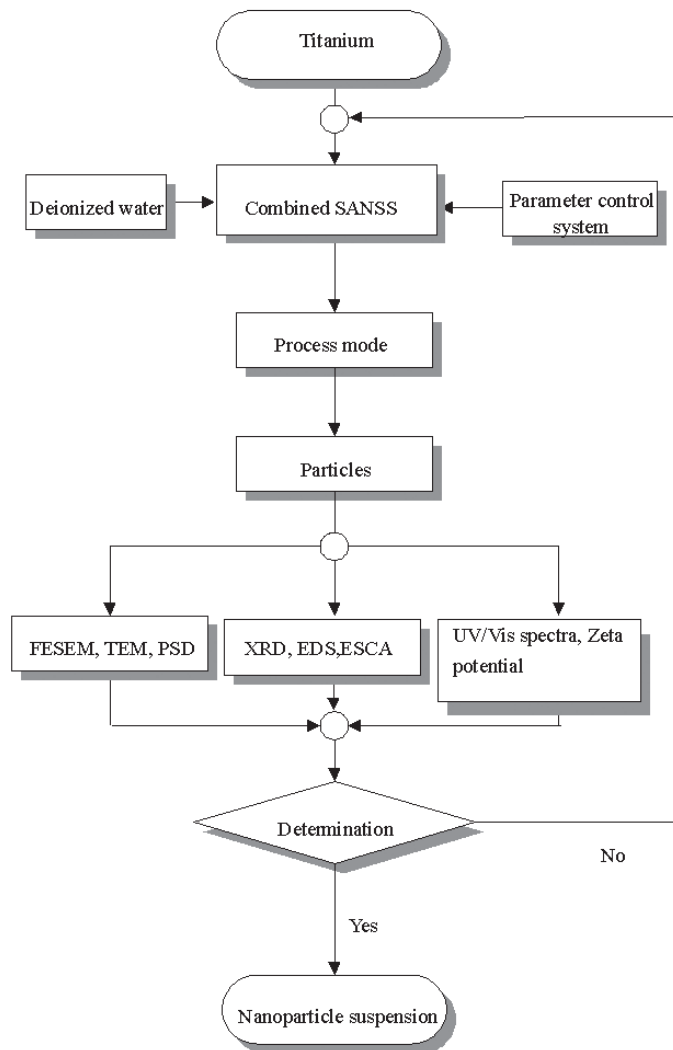 Titanium
Deionized water
Combined SANSS
Parameter control
system
Process mode
Particles
FESEM, TEM, PSD
XRD, EDS,ESCA
UV/Vis spectra, Zeta
potential
Determination
No
Yes
Nanoparticle suspension